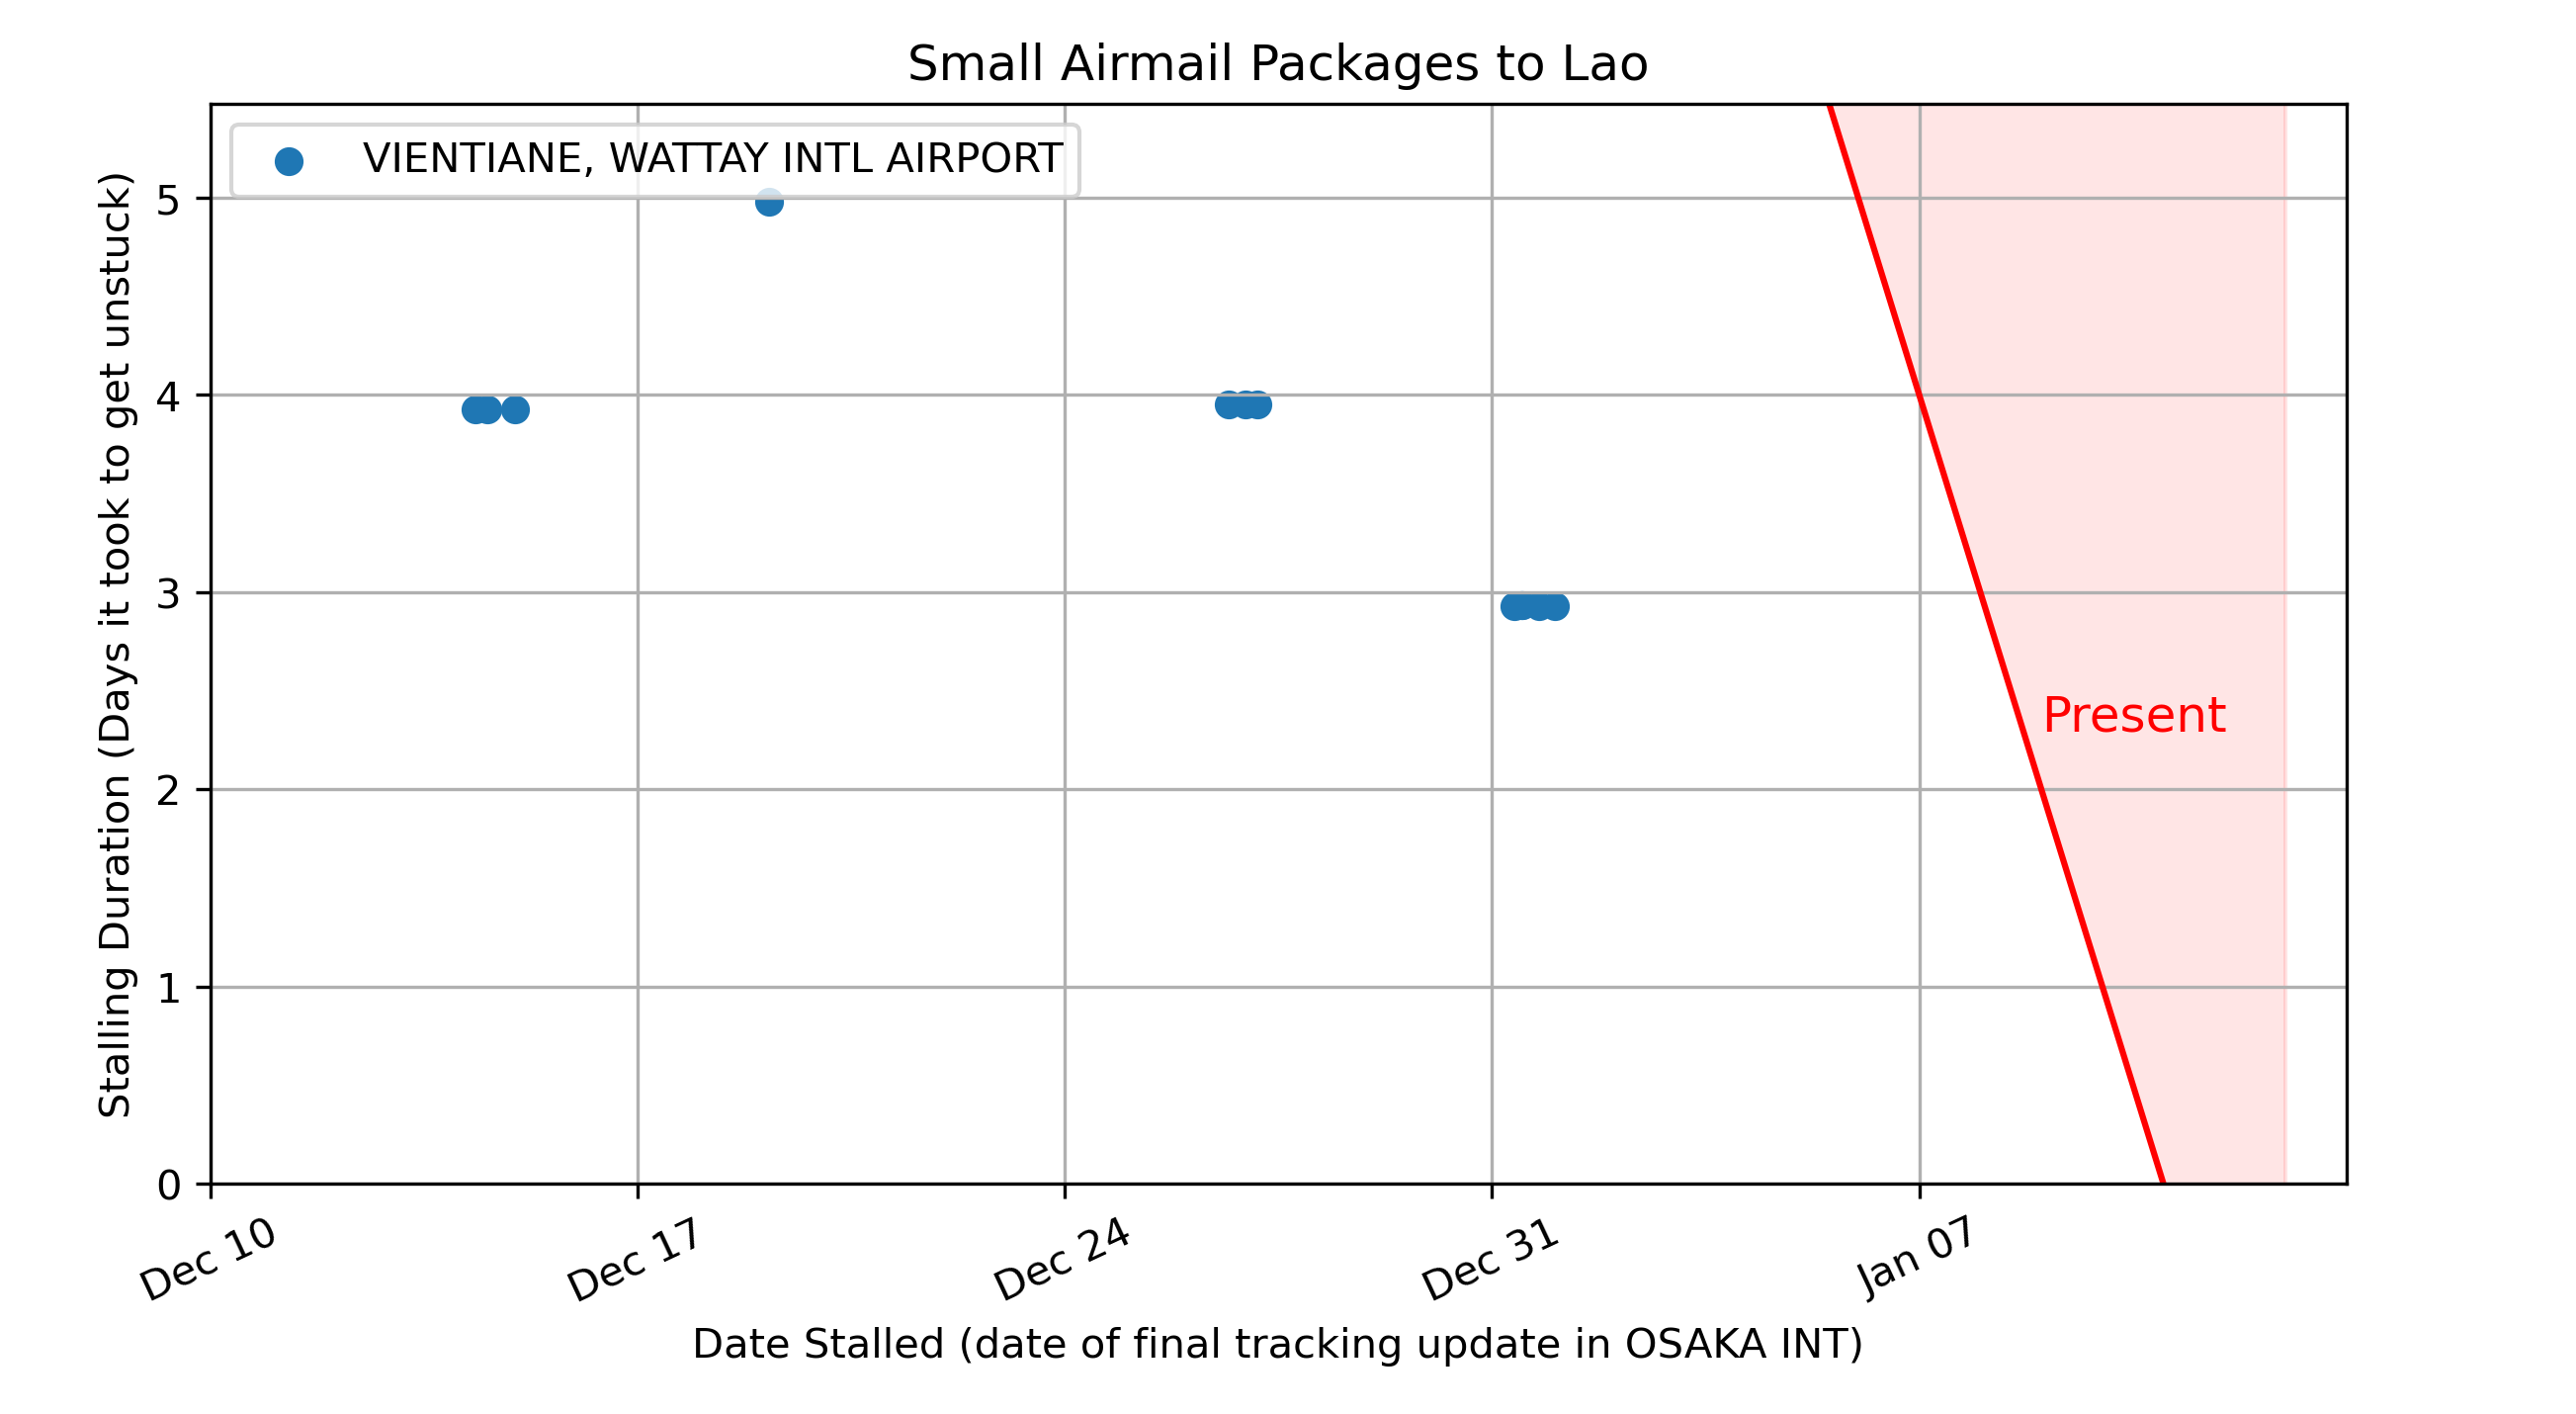 Small Airmail Packages to Lao
VIENTIANE, WATTAY INTL AIRPORT
Stalling Duration (Days it took to get unstuck)
5
4
3
2
1
0
Present
Dec 10
Dec 17
Dec 24
Dec 31
Jan 07
Date Stalled (date of final tracking update in OSAKA INT)